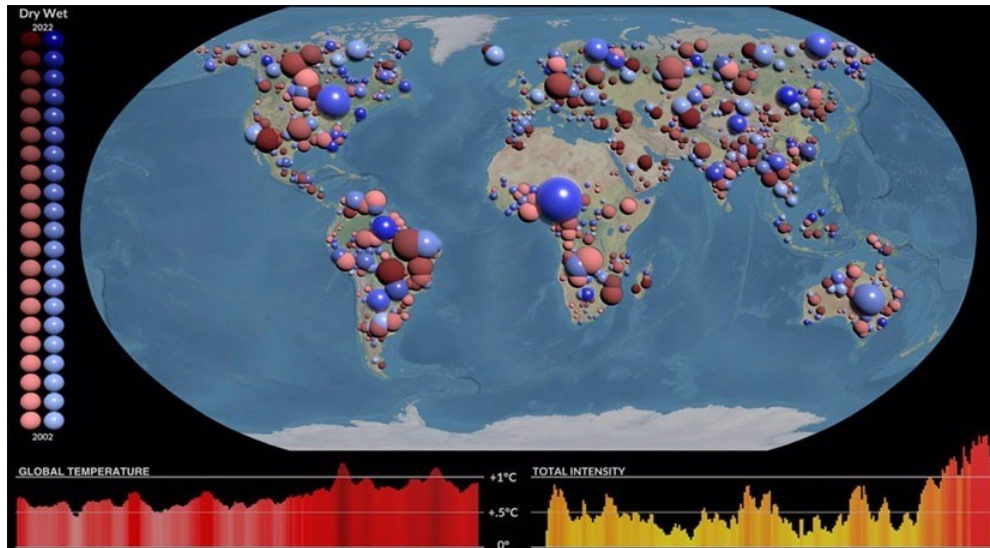 Dry Wet
2022
2002
GLOBAL TEMPERATURE
+1°C
+.5°C
0°
TOTAL INTENSITY